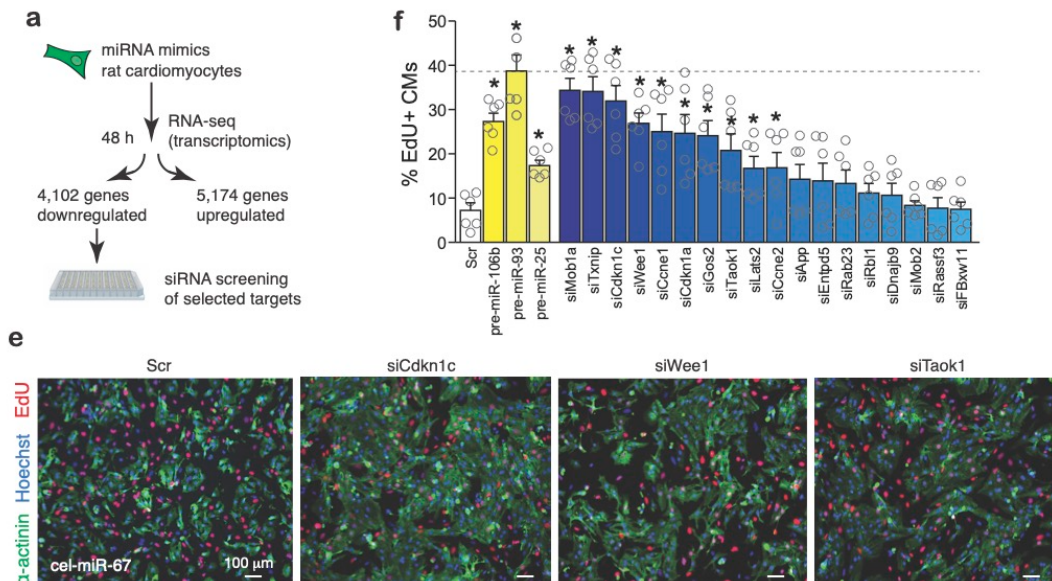 a
miRNA mimics
rat cardiomyocytes
48 h
RNA-seq
(transcriptomics)
4,102 genes
downregulated
5,174 genes
upregulated
siRNA screening
of selected targets
f
% EdU+ CMs
50
40
30
20
10
0
* * * * * * * * * * * * *
Scr
pre-miR-106b
pre-miR-93
pre-miR-25
siMob1a
siTxnip
siCdkn1c
siWee1
siCcne1
siCdkn1a
siGos2
siTaok1
siLats2
siCcne2
siApp
siEntpd5
siRab23
siRbl1
siDnajb9
siMob2
siRassf3
siFBxw11
e
Scr
siCdkn1c
siWee1
siTaok1
α-actinin Hoechst EdU
cel-miR-67
100 μm